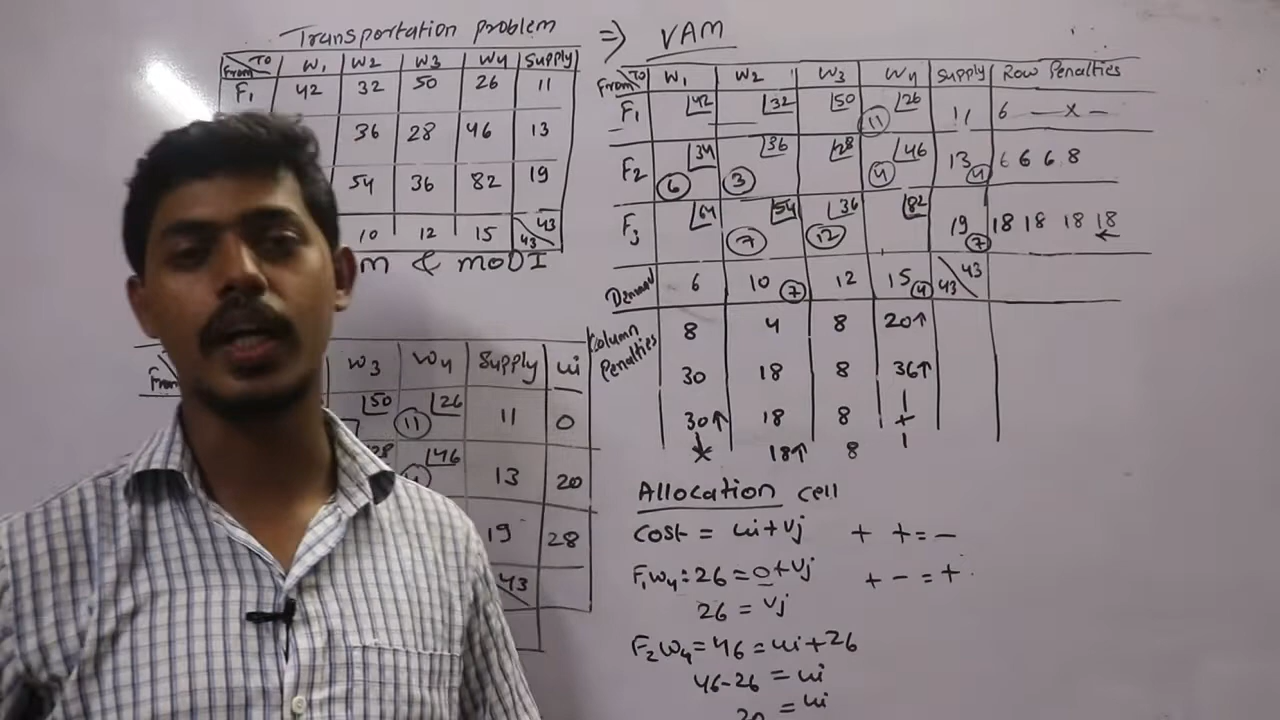 Transportation problem ⇒ VAM
From To W1 W2 W3 W4 Supply
F1 42 32 50 26 11
36 28 46 13
54 36 82 19
10 12 15 43 43
M & MODI
From To W1 W2 W3 W4 Supply Row Penalties
F1 42 32 50 26 11 11 6 — x —
F2 34 36 28 46 13 4 6 6 6 8
6 3 4
F3 64 54 36 82 19 7 18 18 18 18 ←
7 12
Demand 6 10 7 12 15 4 43 43
Column Penalties
8 4 8 20↑
30 18 8 36↑
30↑ 18 8
18↑ 8
From W3 W4 Supply ui
50 11 26 11 0
28 4 46 13 20
19 28
43
Allocation cell
Cost = ui+vj + + = -
F1W4: 26 = 0+vj + - = +
26 = vj
F2W4 = 46 = ui+26
46-26 = ui
20 = ui